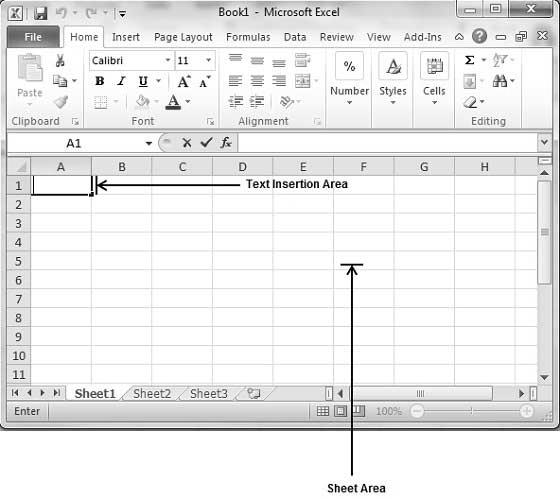 Book1 - Microsoft Excel
File Home Insert Page Layout Formulas Data Review View Add-Ins
Calibri 11
Paste B I U A Number Styles Cells
% A Σ
Clipboard Font Alignment Editing
A1 fx
A B C D E F G H
1 Text Insertion Area
2
3
4
5
6
7
8
9
10
11
Sheet1 Sheet2 Sheet3
Enter 100%
Sheet Area